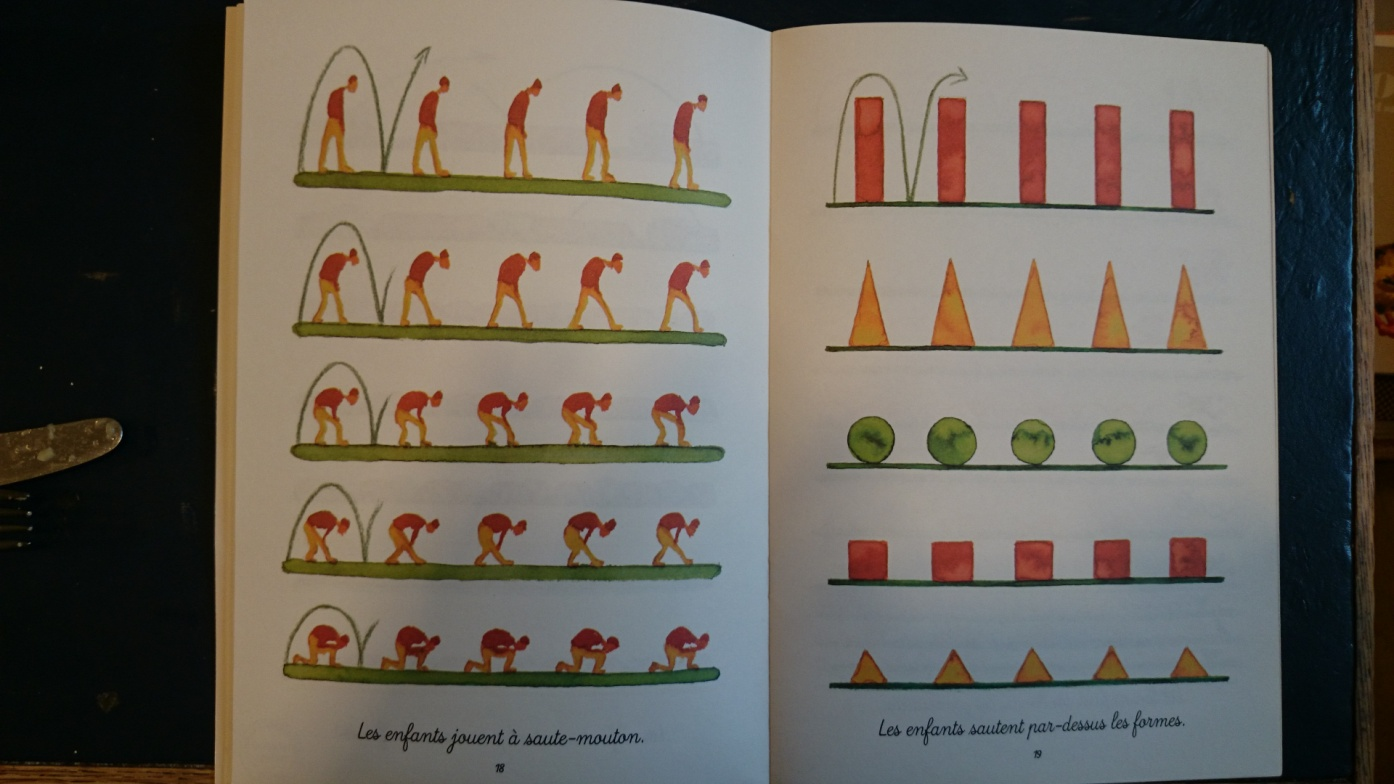 Les enfants jouent à saute-mouton.
18
Les enfants sautent par-dessus les formes.
19